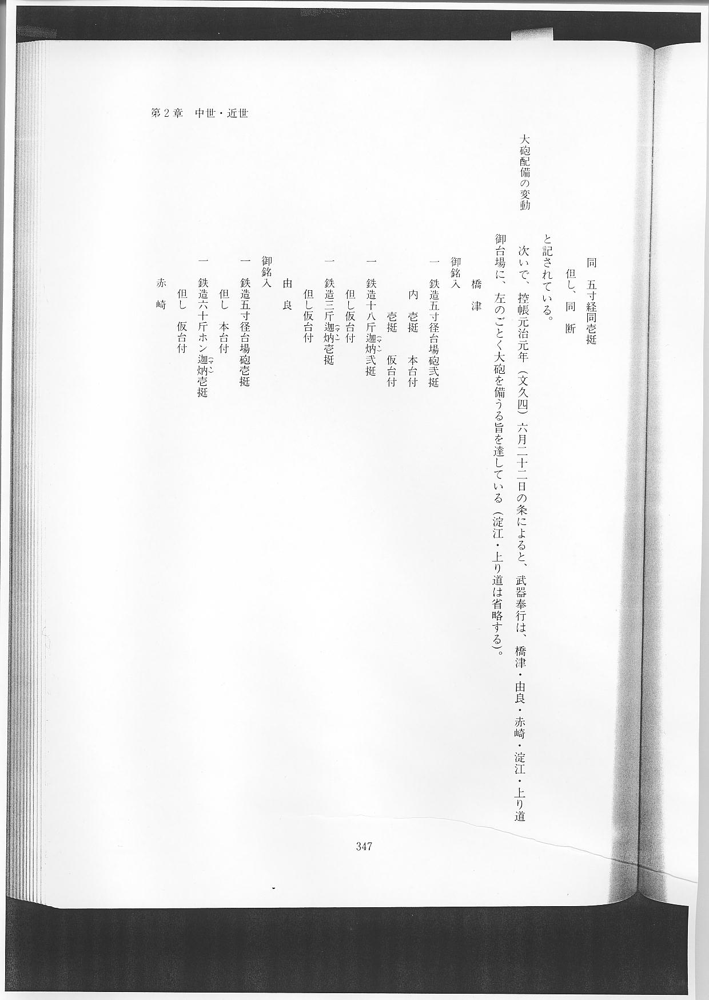 第2章　中世・近世
同　五寸経同壱挺
但し、同　断
と記されている。
大砲配備の変動
次いで、控帳元治元年（文久四）六月二十二日の条によると、武器奉行は、橋津・由良・赤崎・淀江・上り道
御台場に、左のごとく大砲を備うる旨を達している（淀江・上り道は省略する）。
橋　津
御銘入
一　鉄造五寸径台場砲弐挺
内　壱挺　本台付
壱挺　仮台付
一　鉄造十八斤迦炳（マヽ）弐挺
但し仮台付
一　鉄造三斤迦炳（マヽ）壱挺
但し仮台付
由　良
御銘入
一　鉄造五寸径台場砲壱挺
但し　本台付
一　鉄造六十斤ホン迦炳（マヽ）壱挺
但し　仮台付
赤　崎
347